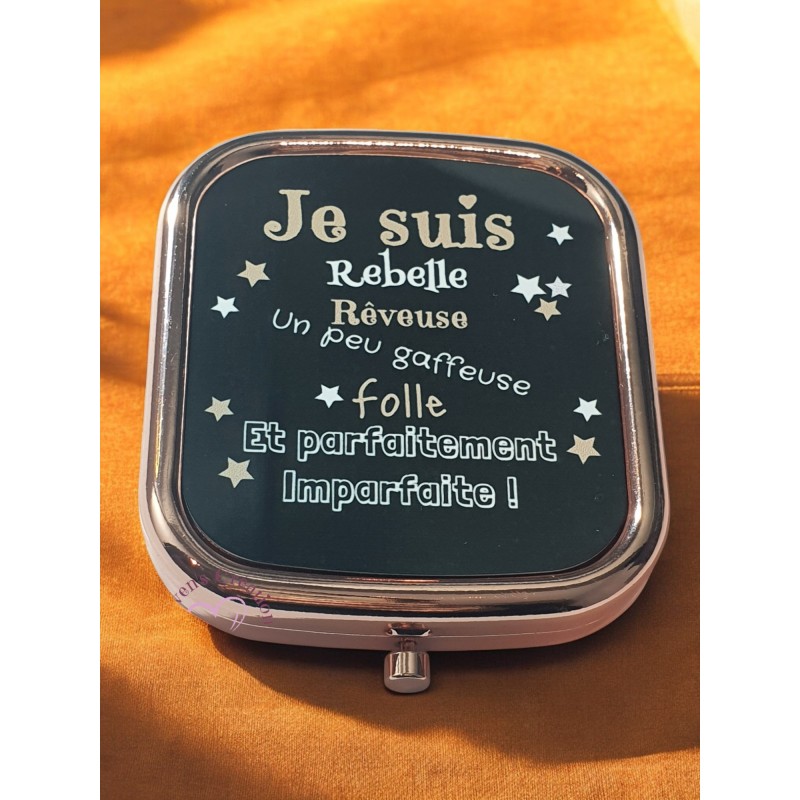 Je suis
Rebelle
Rêveuse
Un peu gaffeuse
folle
Et parfaitement
Imparfaite !